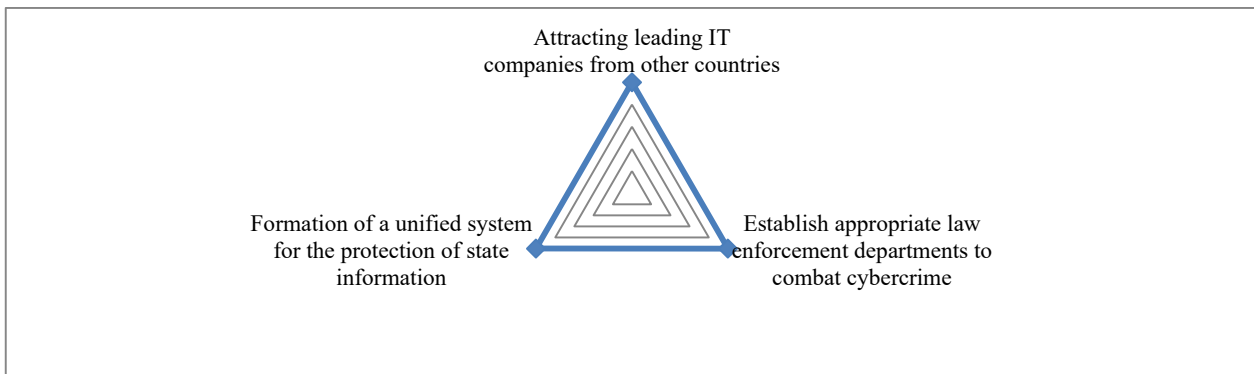 Attracting leading IT
companies from other countries
Formation of a unified system
for the protection of state
information
Establish appropriate law
enforcement departments to
combat cybercrime